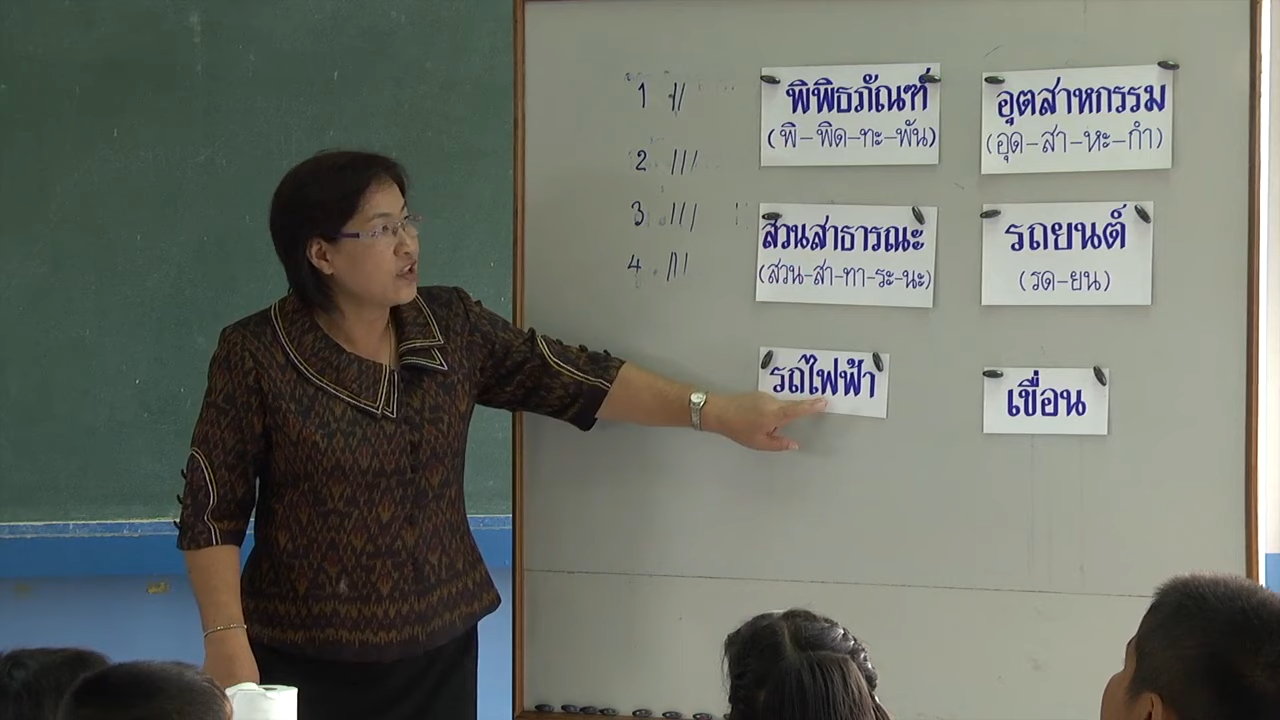 1 //
2. ///
3. ///
4. ///
พิพิธภัณฑ์
(พิ-พิด-ทะ-พัน)
อุตสาหกรรม
(อุด-สา-หะ-กำ)
สวนสาธารณะ
(สวน-สา-ทา-ระ-นะ)
รถยนต์
(รด-ยน)
รถไฟฟ้า
เขื่อน